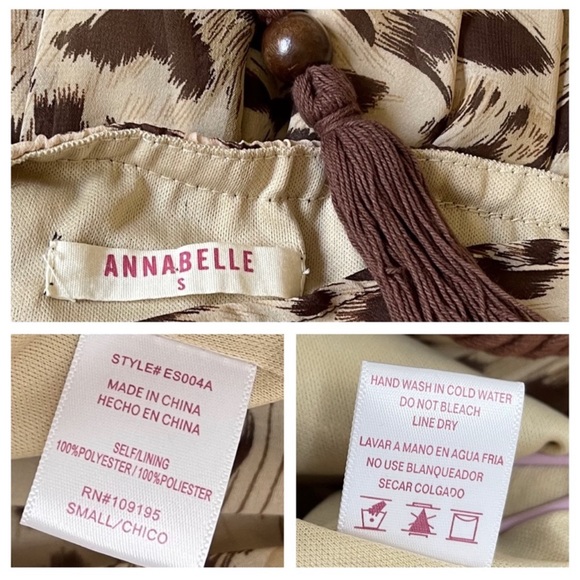 ANNABELLE
S
STYLE# ES004A
MADE IN CHINA
HECHO EN CHINA
SELF/LINING
100%POLYESTER / 100%POLYESTER
RN#109195
SMALL/CHICO
HAND WASH IN COLD WATER
DO NOT BLEACH
LINE DRY
LAVAR A MANO EN AGUA FRIA
NO USE BLANQUEADOR
SECAR COLGADO